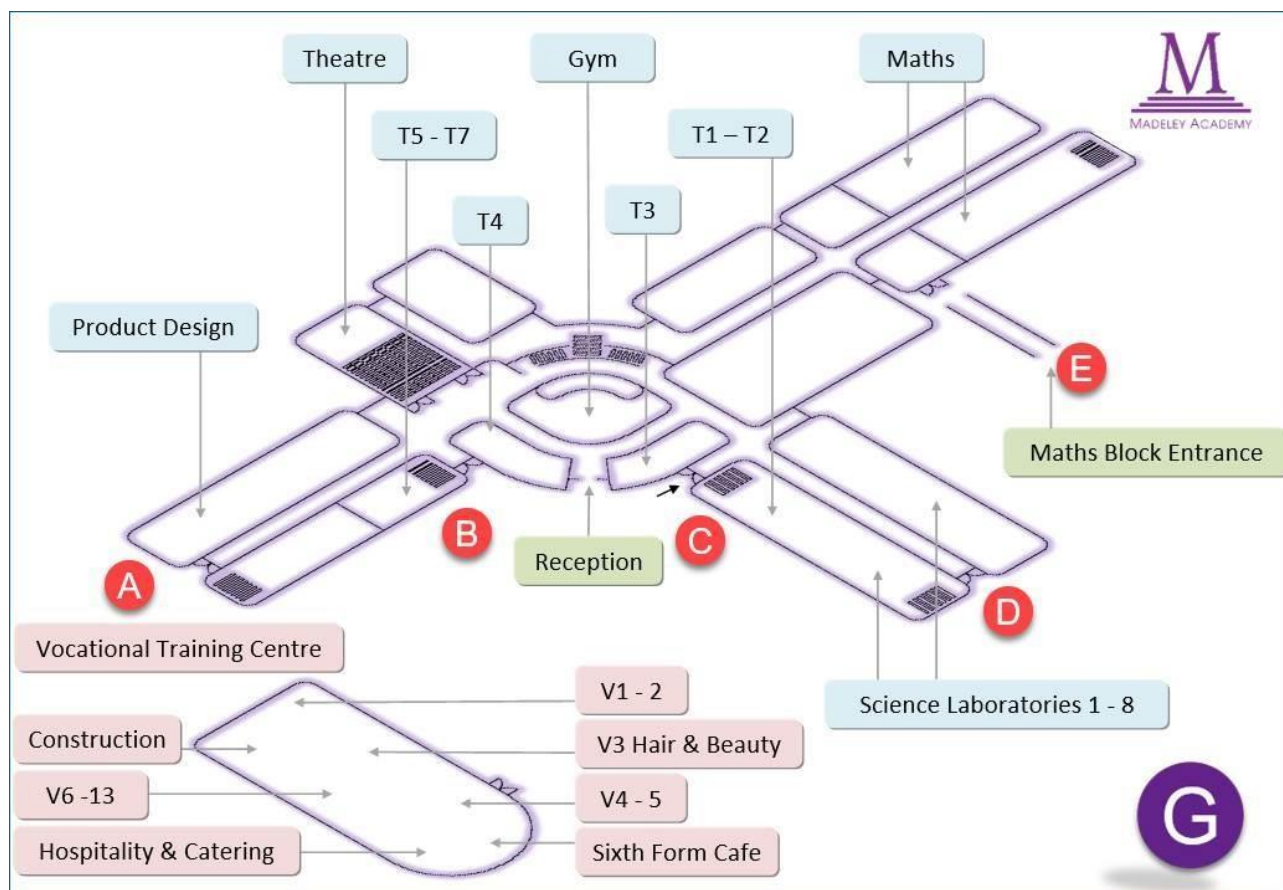 Theatre
Gym
Maths
M
MADELEY ACADEMY
T5 - T7
T1 – T2
T4
T3
Product Design
E
Maths Block Entrance
B
C
Reception
A
D
Vocational Training Centre
V1 - 2
Science Laboratories 1 - 8
Construction
V3 Hair & Beauty
V6 -13
V4 - 5
G
Hospitality & Catering
Sixth Form Cafe